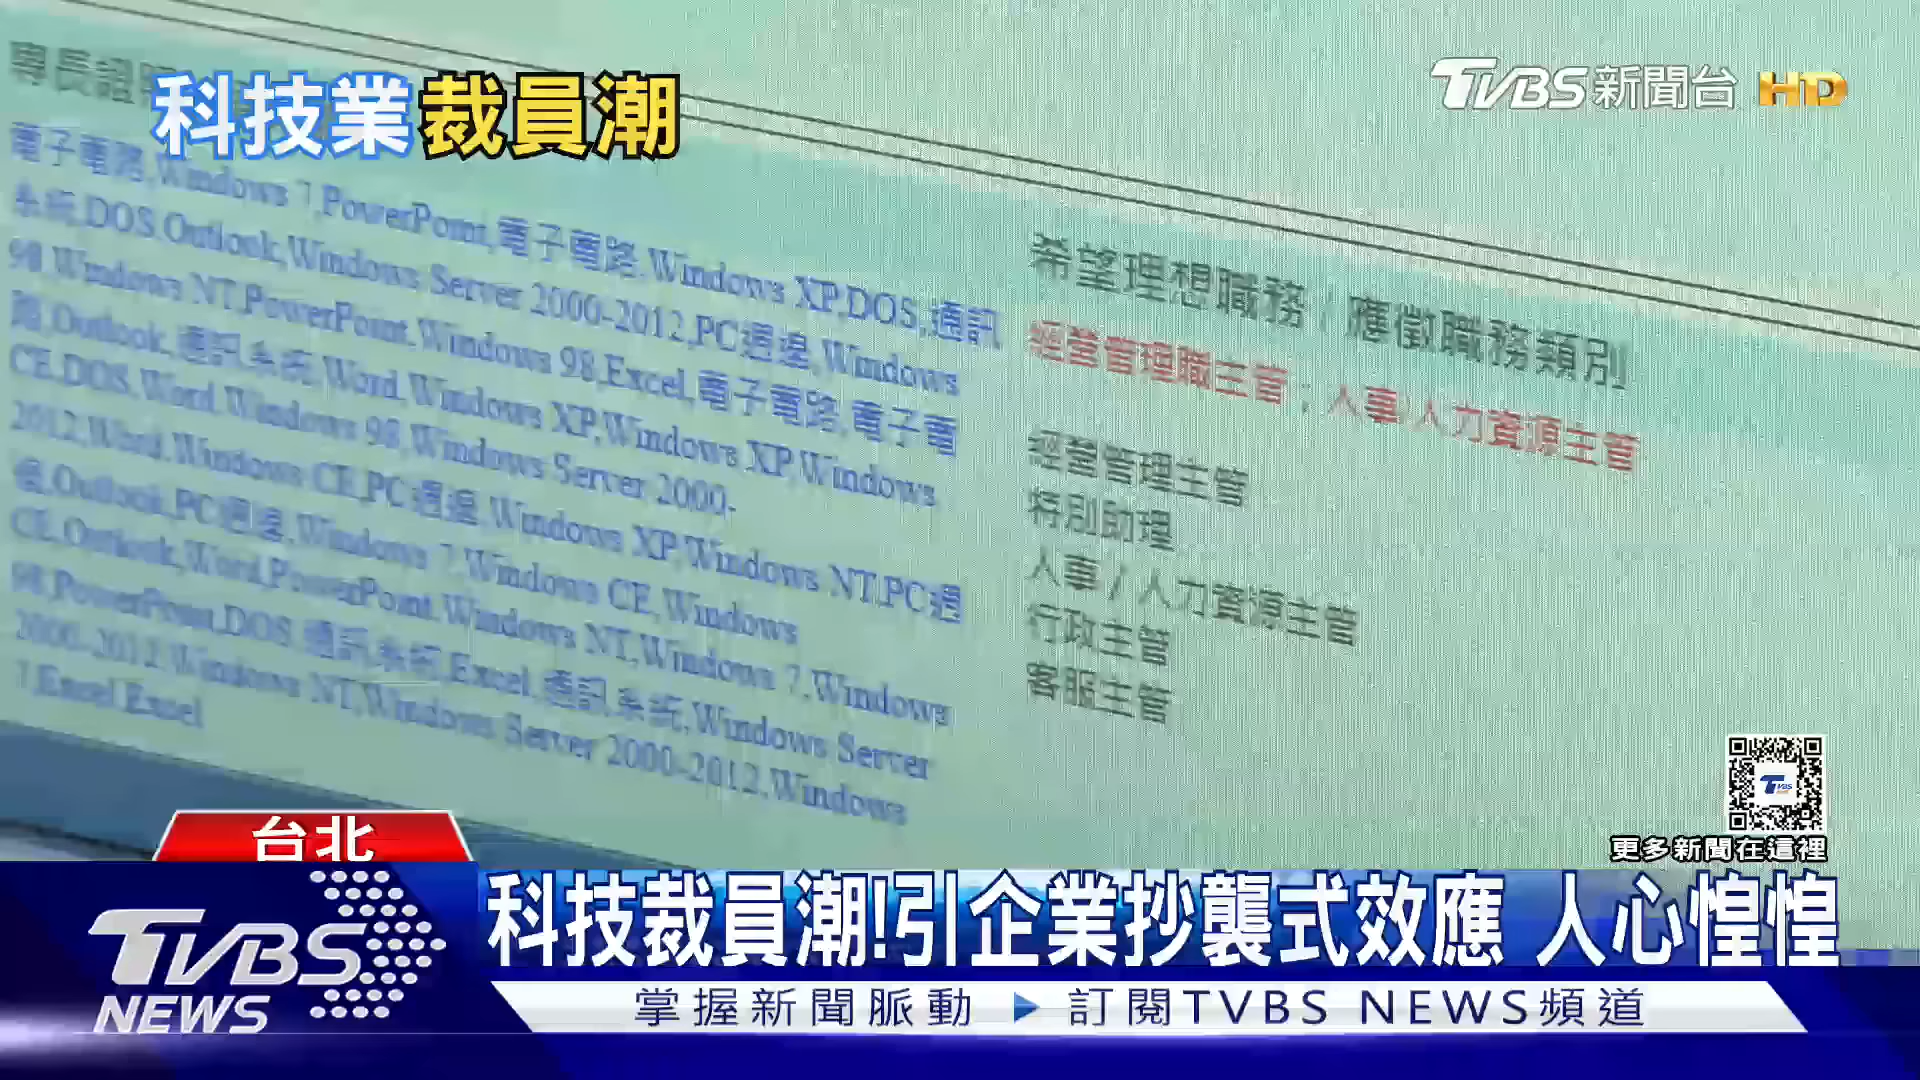 科技業裁員潮
TVBS新聞台 HD
專長證照
電子電路,Windows 7,PowerPoint,電子電路,Windows XP,DOS,通訊
系統,DOS,Outlook,Windows Server 2000-2012,PC週邊,Windows
98,Windows NT,PowerPoint,Windows 98,Excel,電子電路,電子電
路,Outlook,通訊系統,Word,Windows XP,Windows XP,Windows
CE,DOS,Word,Windows 98,Windows Server 2000-
2012,Word,Windows CE,PC週邊,Windows XP,Windows NT,PC週
邊,Outlook,PC週邊,Windows 7,Windows CE,Windows
CE,Outlook,Word,PowerPoint,Windows NT,Windows 7,Windows
98,PowerPoint,DOS,通訊系統,Excel,通訊系統,Windows Server
2000-2012,Windows NT,Windows Server 2000-2012,Windows
7,Excel,Excel
希望理想職務 / 應徵職務類別
經營管理職主管；人事/人力資源主管
經營管理主管
特別助理
人事 / 人力資源主管
行政主管
客服主管
TVBS
更多新聞在這裡
台北
科技裁員潮!引企業抄襲式效應 人心惶惶
TVBS NEWS
掌握新聞脈動 ▶ 訂閱TVBS NEWS頻道